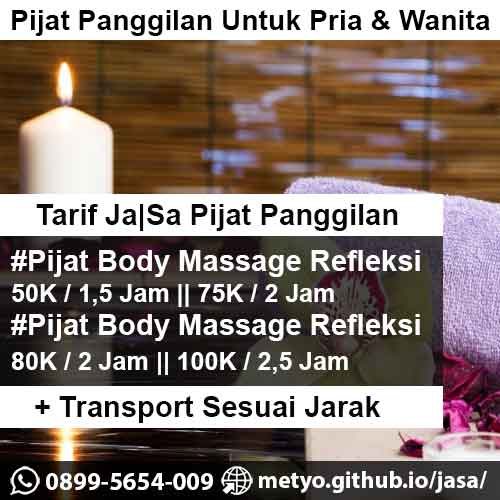 Pijat Panggilan Untuk Pria & Wanita
Tarif Ja|Sa Pijat Panggilan
#Pijat Body Massage Refleksi
50K / 1,5 Jam || 75K / 2 Jam
#Pijat Body Massage Refleksi
80K / 2 Jam || 100K / 2,5 Jam
+ Transport Sesuai Jarak
0899-5654-009 metyo.github.io/jasa/